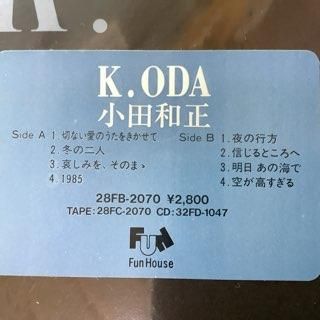 K.
K.ODA
小田和正
Side A 1. 切ない愛のうたをきかせて
2. 冬の二人
3. 哀しみを、そのまゝ
4. 1985
Side B 1. 夜の行方
2. 信じるところへ
3. 明日 あの海で
4. 空が高すぎる
28FB-2070 ¥2,800
TAPE: 28FC-2070 CD: 32FD-1047
FUN
Fun House